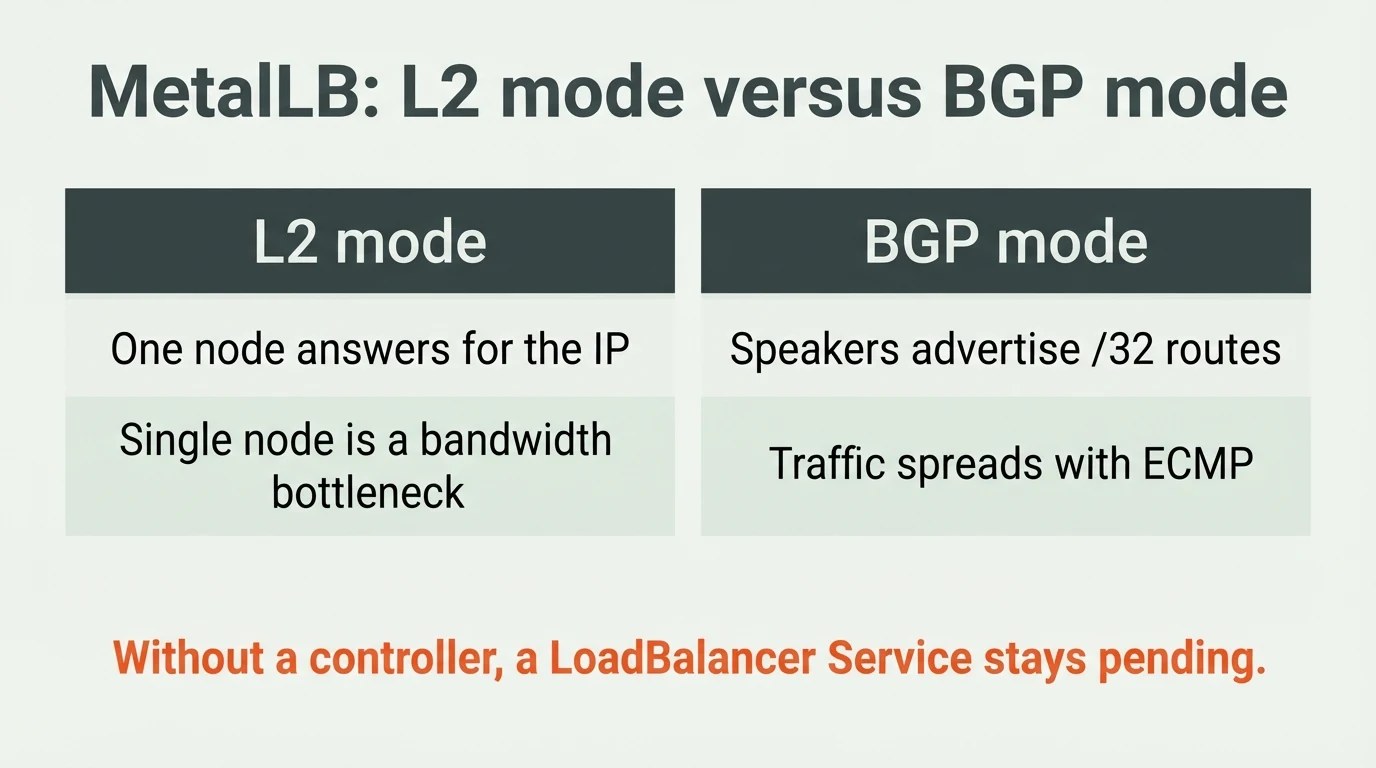 MetalLB: L2 mode versus BGP mode
L2 mode
BGP mode
One node answers for the IP
Speakers advertise /32 routes
Single node is a bandwidth
bottleneck
Traffic spreads with ECMP
Without a controller, a LoadBalancer Service stays pending.